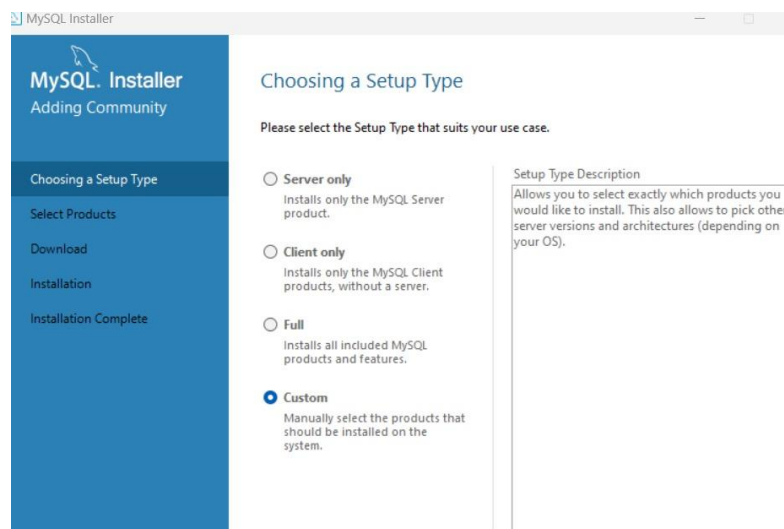 MySQL Installer
MySQL. Installer
Adding Community
Choosing a Setup Type
Select Products
Download
Installation
Installation Complete
Choosing a Setup Type
Please select the Setup Type that suits your use case.
Server only
Installs only the MySQL Server
product.
Client only
Installs only the MySQL Client
products, without a server.
Full
Installs all included MySQL
products and features.
Custom
Manually select the products that
should be installed on the
system.
Setup Type Description
Allows you to select exactly which products you
would like to install. This also allows to pick othe
server versions and architectures (depending on
your OS).